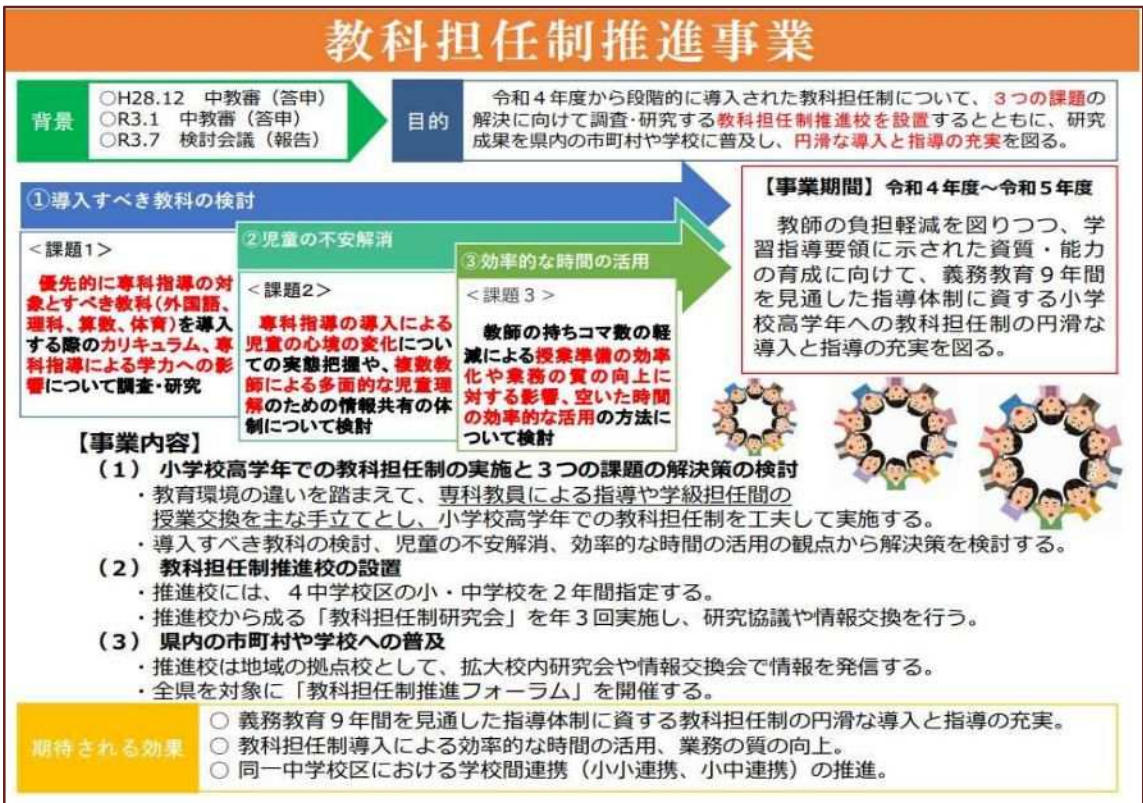 教科担任制推進事業
背景
○H28.12 中教審(答申)
○R3.1 中教審(答申)
○R3.7 検討会議(報告)
目的
令和4年度から段階的に導入された教科担任制について、3つの課題の
解決に向けて調査・研究する教科担任制推進校を設置するとともに、研究
成果を県内の市町村や学校に普及し、円滑な導入と指導の充実を図る。
①導入すべき教科の検討
<課題1>
優先的に専科指導の対
象とすべき教科(外国語、
理科、算数、体育)を導入
する際のカリキュラム、専
科指導による学力への影
響について調査・研究
②児童の不安解消
<課題2>
専科指導の導入による
児童の心境の変化につい
ての実態把握や、複数教
師による多面的な児童理
解のための情報共有の体
制について検討
③効率的な時間の活用
<課題3>
教師の持ちコマ数の軽
減による授業準備の効率
化や業務の質の向上に
対する影響、空いた時間
の効率的な活用の方法に
ついて検討
【事業期間】令和4年度~令和5年度
教師の負担軽減を図りつつ、学
習指導要領に示された資質・能力
の育成に向けて、義務教育9年間
を見通した指導体制に資する小学
校高学年への教科担任制の円滑な
導入と指導の充実を図る。
【事業内容】
(1) 小学校高学年での教科担任制の実施と3つの課題の解決策の検討
・教育環境の違いを踏まえて、専科教員による指導や学級担任間の
授業交換を主な手立てとし、小学校高学年での教科担任制を工夫して実施する。
・導入すべき教科の検討、児童の不安解消、効率的な時間の活用の観点から解決策を検討する。
(2) 教科担任制推進校の設置
・推進校には、4中学校区の小・中学校を2年間指定する。
・推進校から成る「教科担任制研究会」を年3回実施し、研究協議や情報交換を行う。
(3) 県内の市町村や学校への普及
・推進校は地域の拠点校として、拡大校内研究会や情報交換会で情報を発信する。
・全県を対象に「教科担任制推進フォーラム」を開催する。
期待される効果
○ 義務教育9年間を見通した指導体制に資する教科担任制の円滑な導入と指導の充実。
○ 教科担任制導入による効率的な時間の活用、業務の質の向上。
○ 同一中学校区における学校間連携(小小連携、小中連携)の推進。